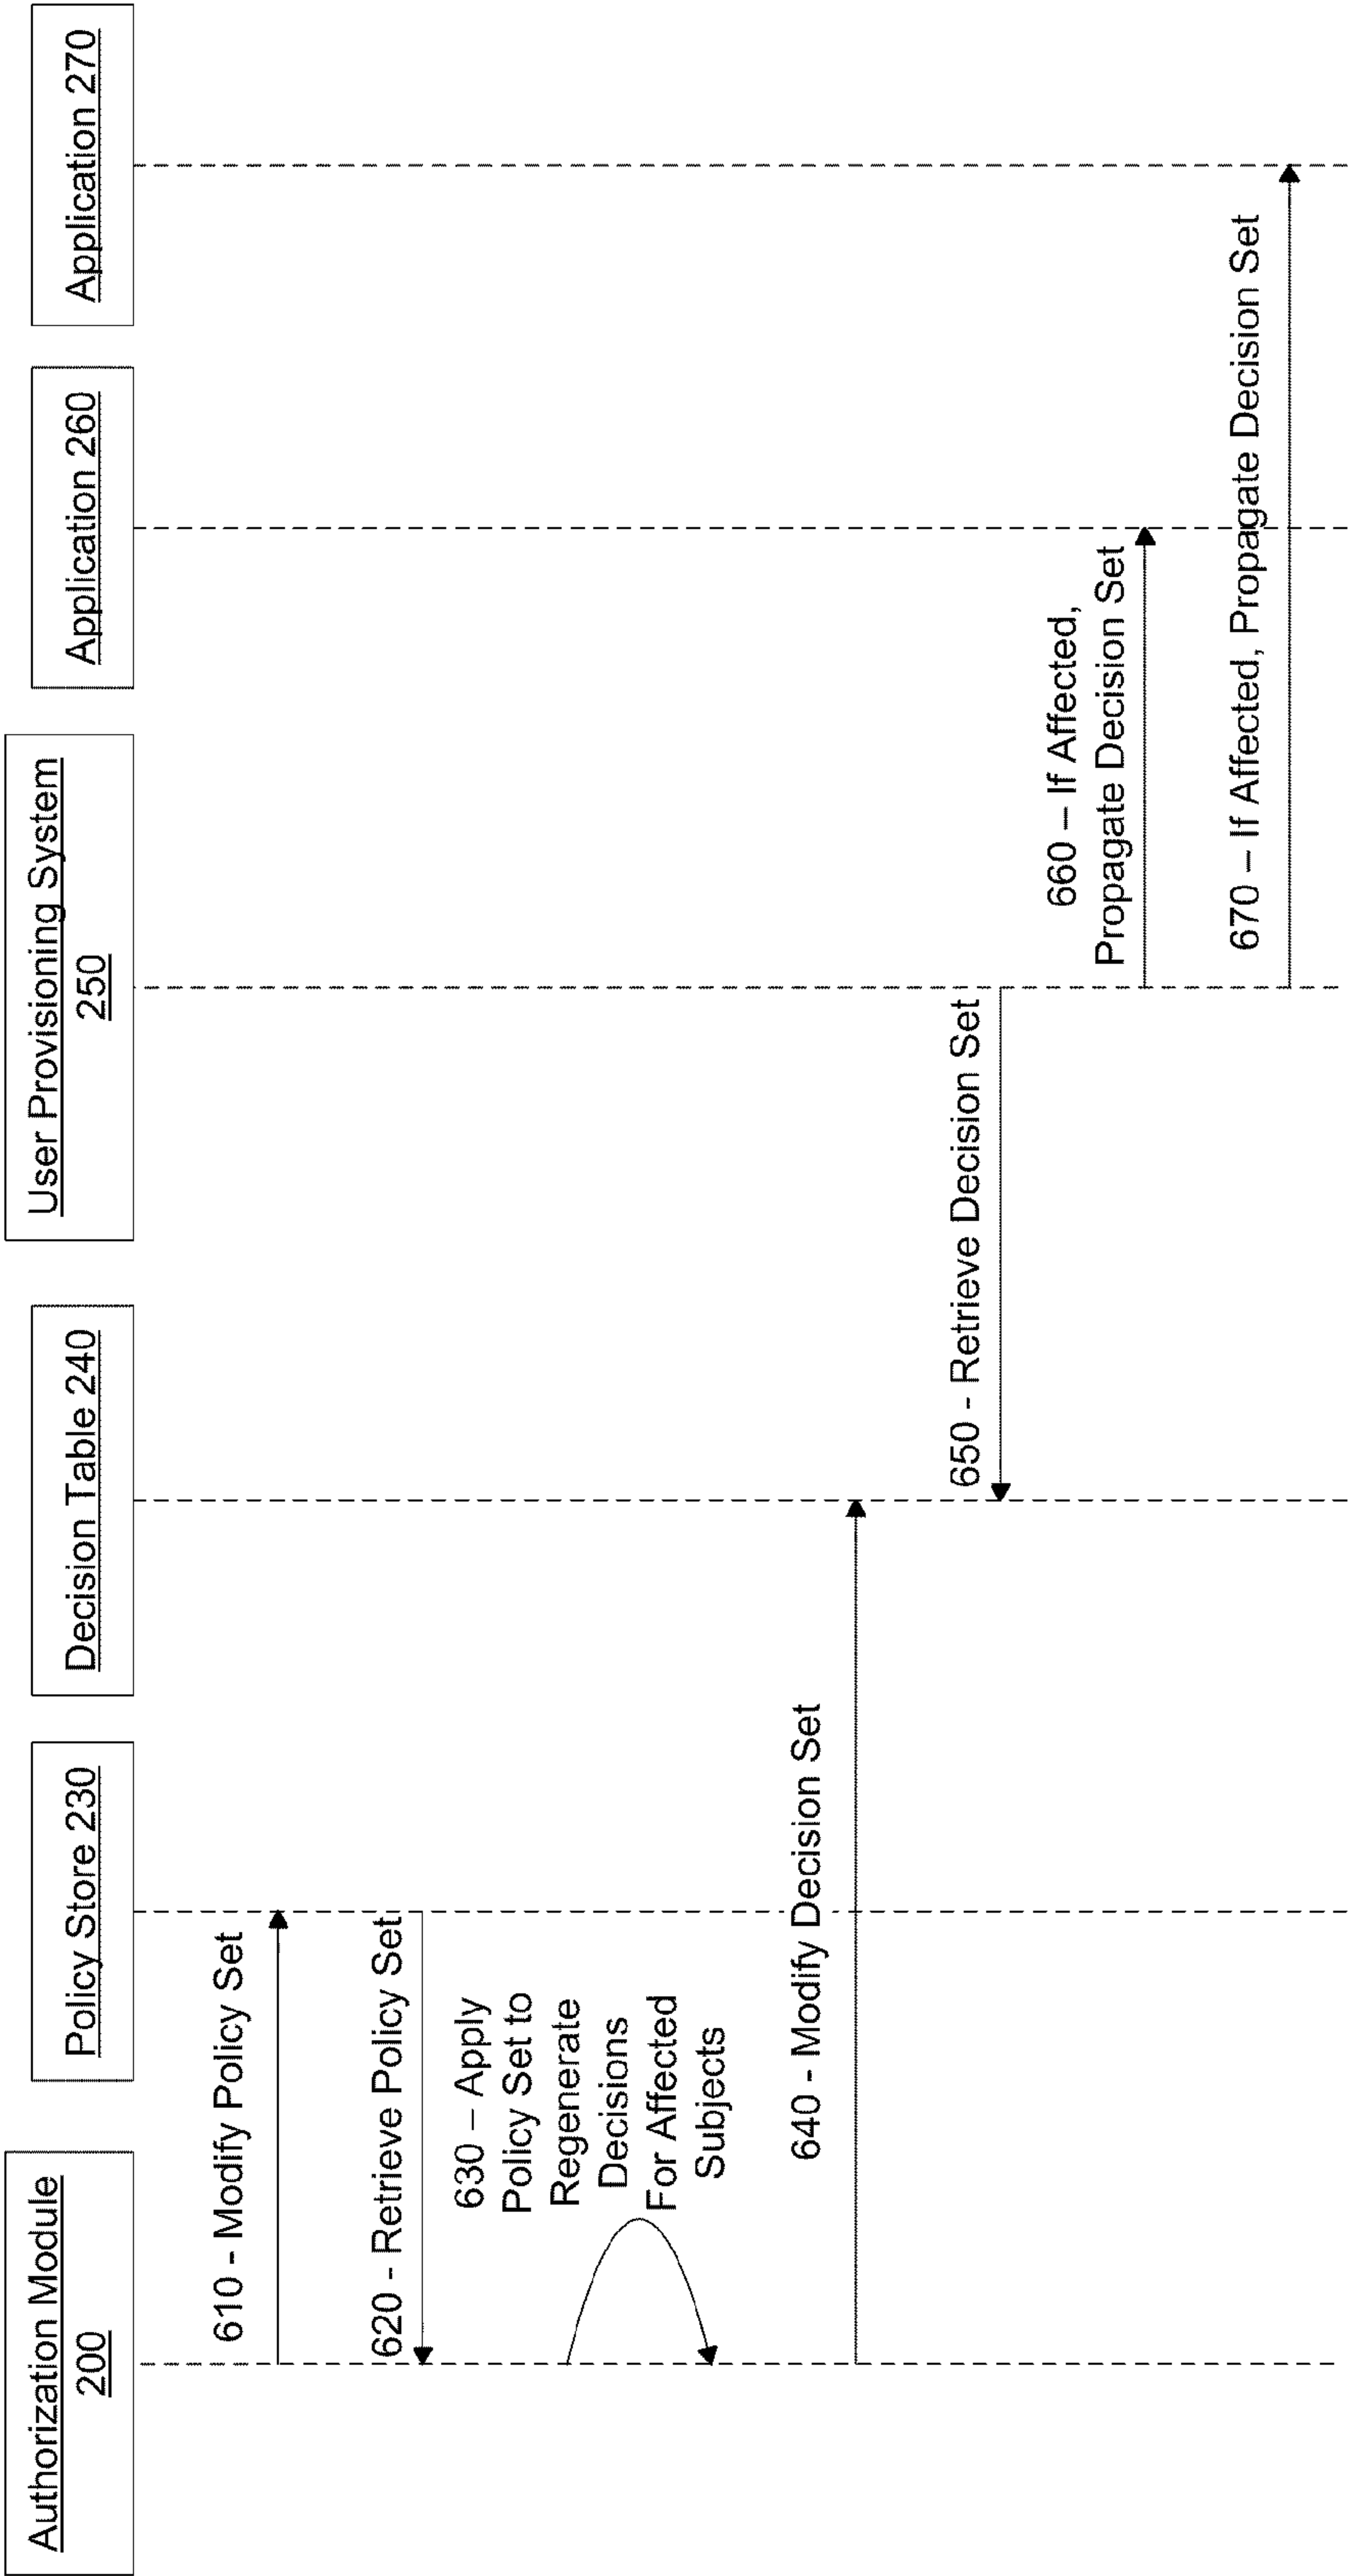 Authorization Module
200
Policy Store 230
Decision Table 240
User Provisioning System
250
Application 260
Application 270
610 - Modify Policy Set
620 - Retrieve Policy Set
630 – Apply
Policy Set to
Regenerate
Decisions
For Affected
Subjects
640 - Modify Decision Set
650 - Retrieve Decision Set
660 – If Affected,
Propagate Decision Set
670 – If Affected, Propagate Decision Set